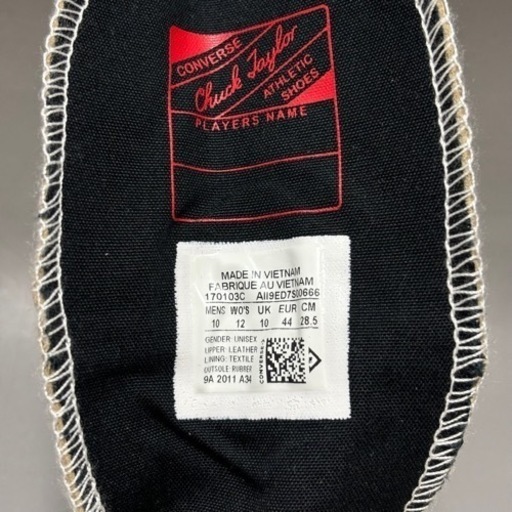 CONVERSE
Chuck Taylor
ATHLETIC
SHOES
PLAYERS NAME
MADE IN VIETNAM
FABRIQUE AU VIETNAM
170103C
MENS WO'S UK EUR CM
10 12 10 44 28.5
GENDER: UNISEX
UPPER: LEATHER
LINING: TEXTILE
OUTSOLE: RUBBER
9A 2011 A34
CONVERSE